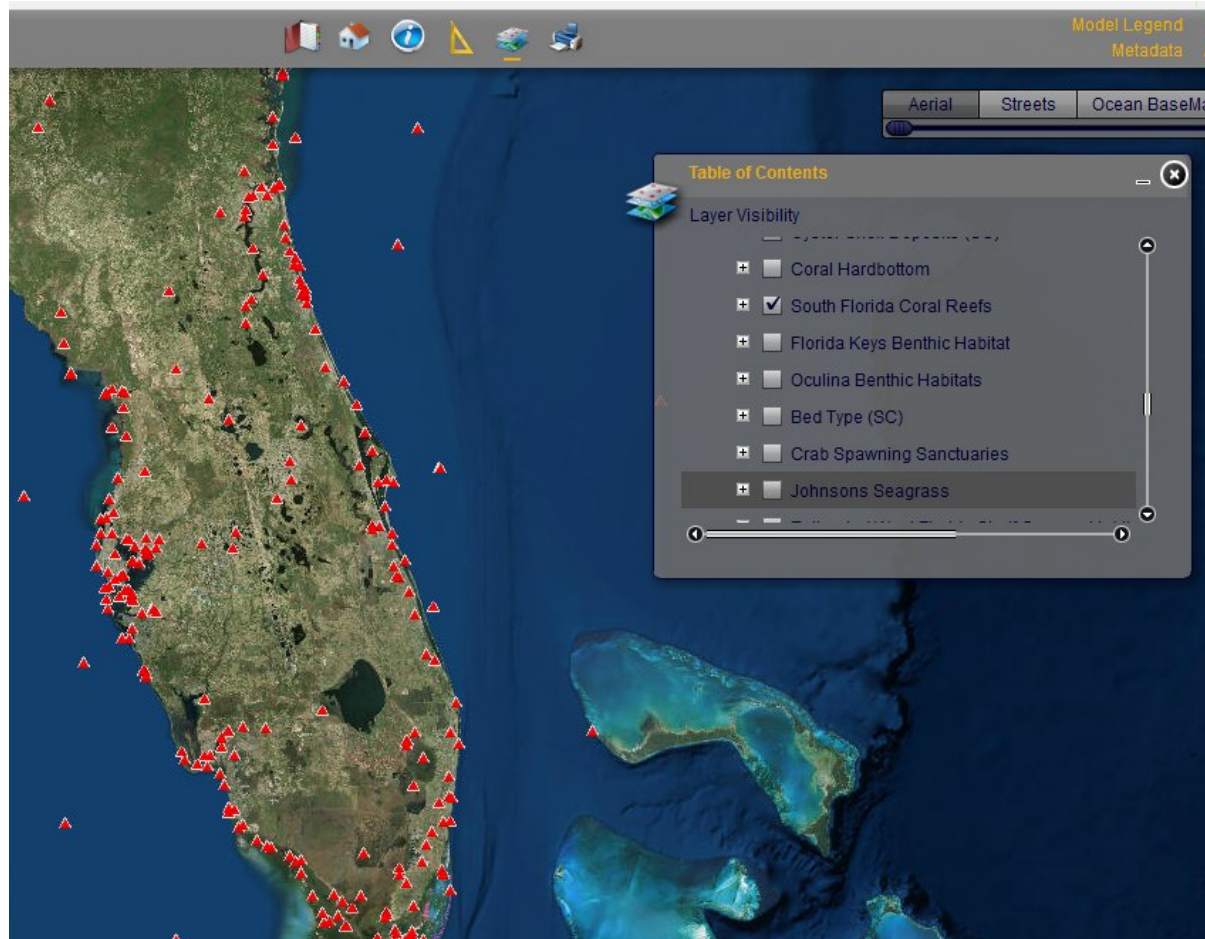 Model Legend
Metadata
Aerial
Streets
Ocean
Table of Contents
Layer Visibility
Coral Hardbottom
South Florida Coral Reefs
Florida Keys Benthic Habitat
Oculina Benthic Habitats
Bed Type (SC)
Crab Spawning Sanctuaries
Johnsons Seagrass